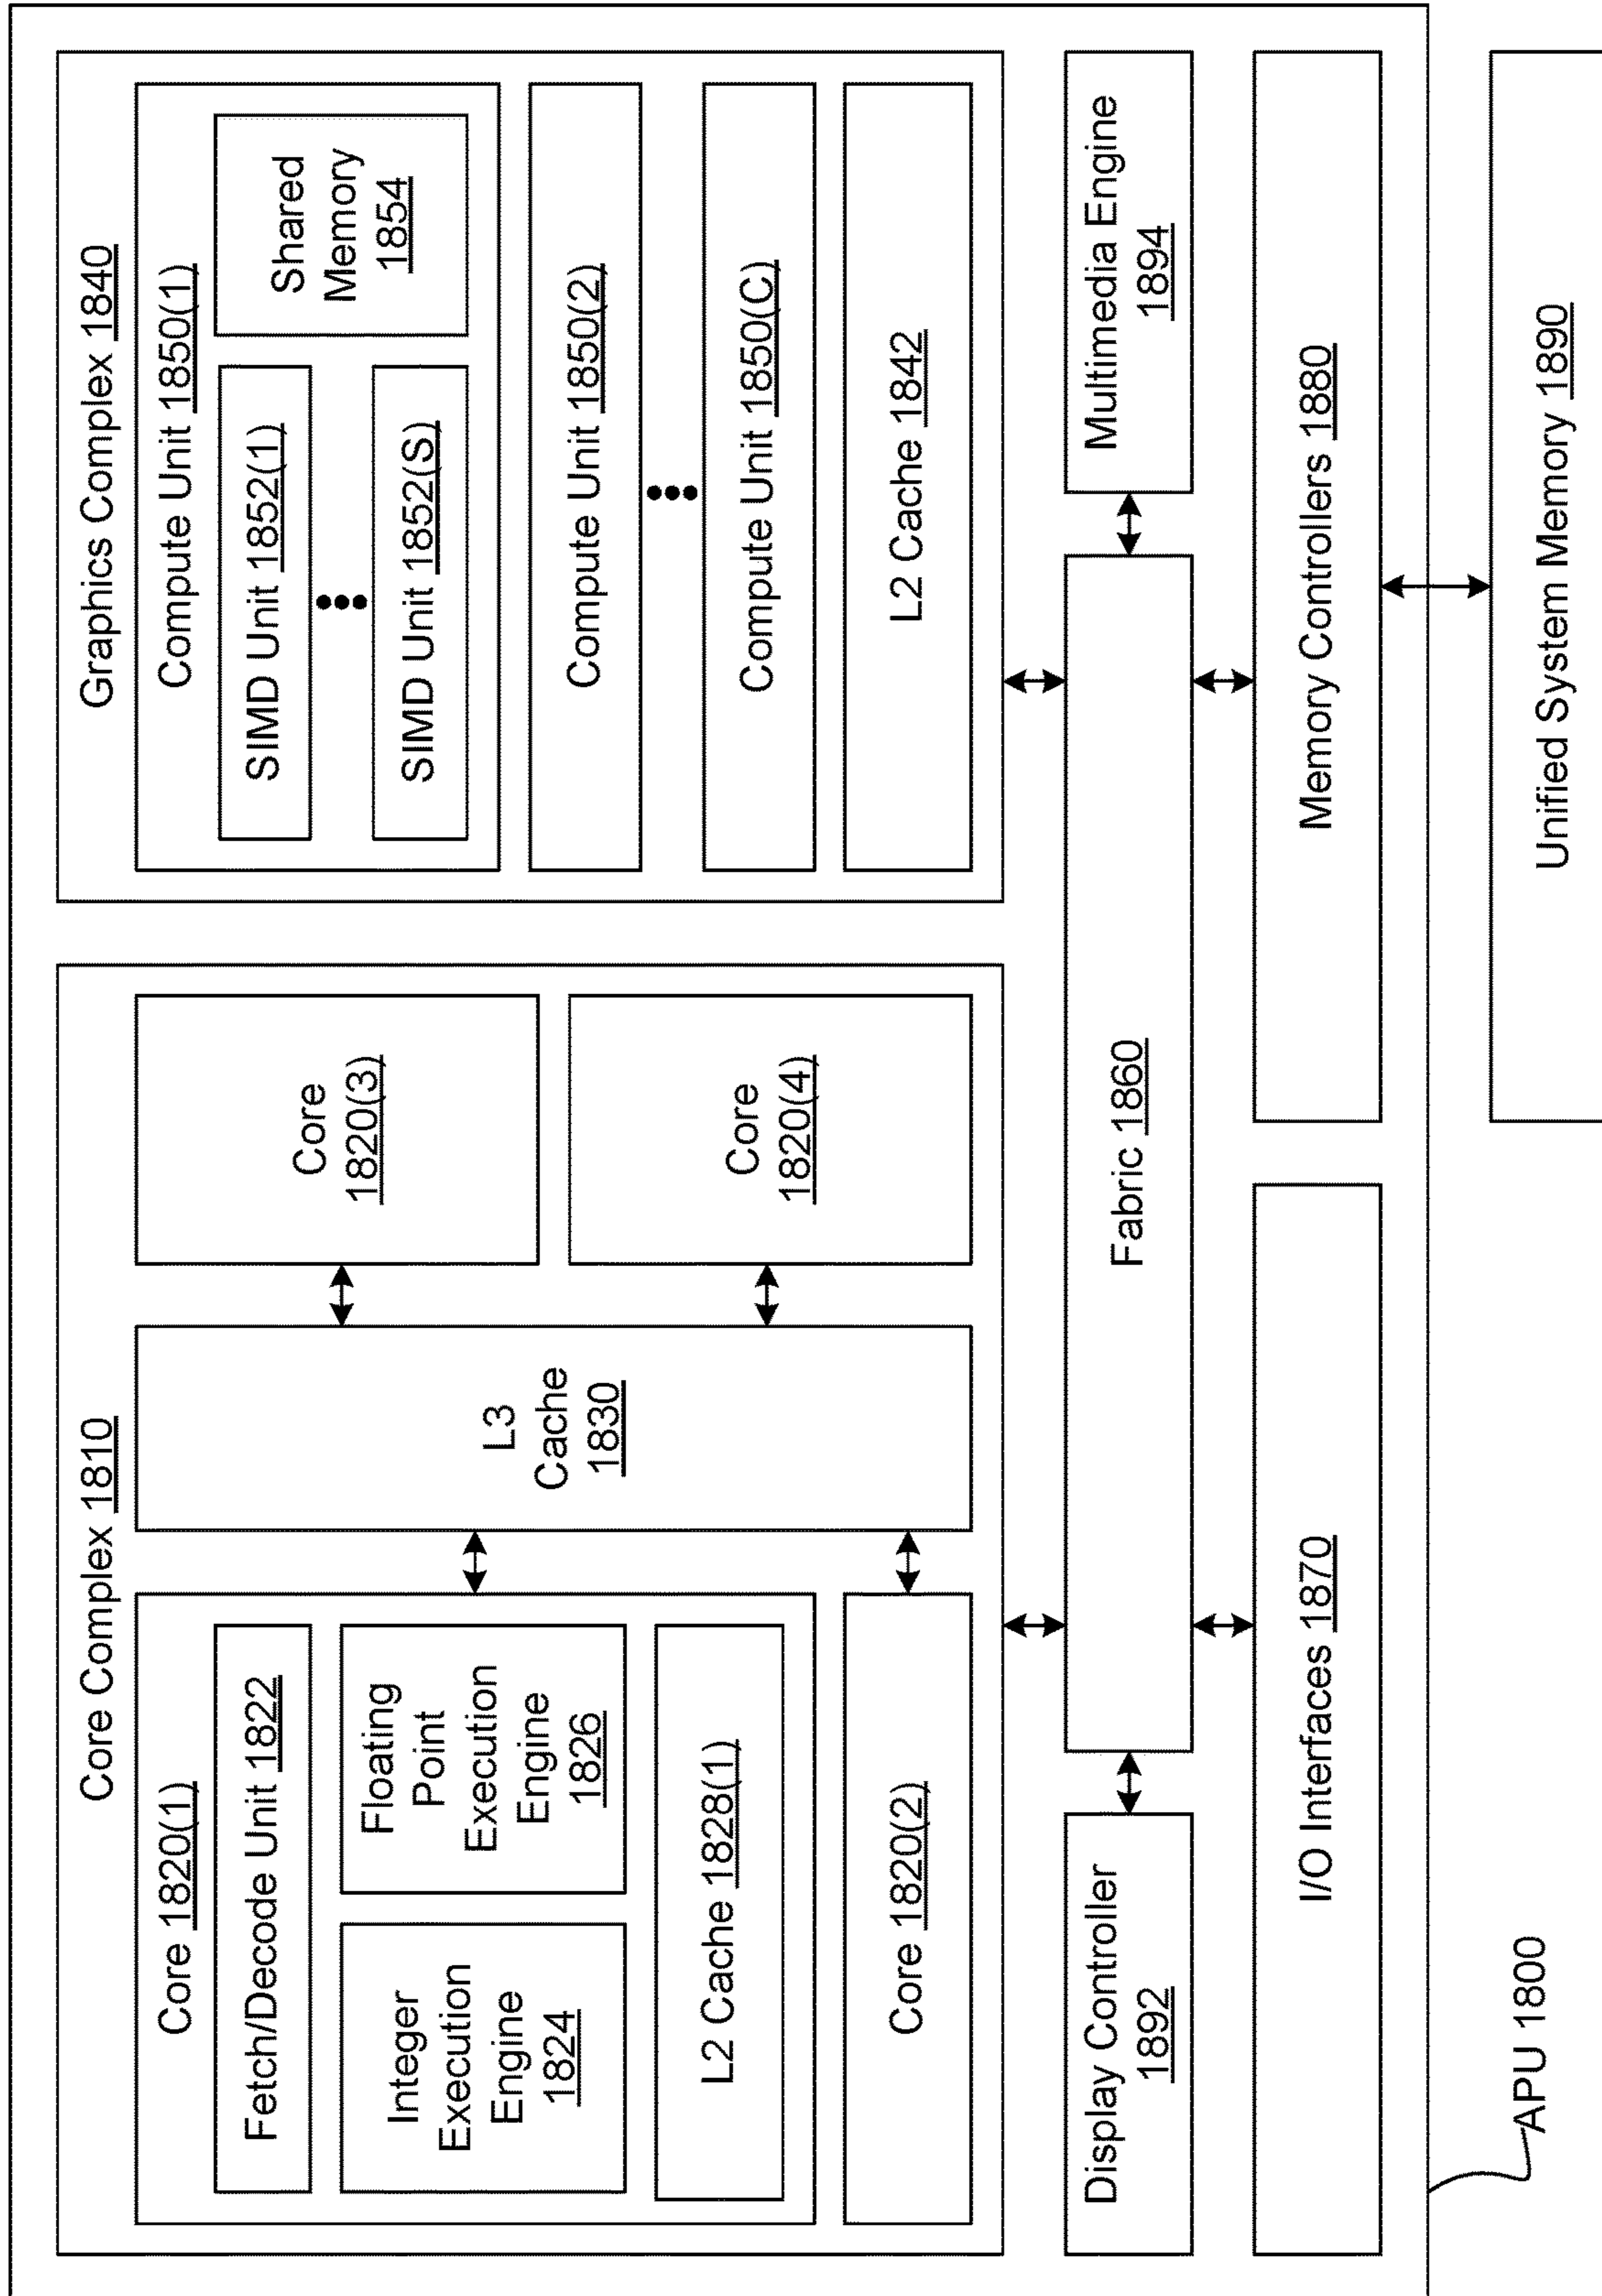 Core Complex 1810
Core 1820(1)
Fetch/Decode Unit 1822
Integer
Execution
Engine
1824
Floating
Point
Execution
Engine
1826
L2 Cache 1828(1)
Core 1820(2)
L3
Cache
1830
Core
1820(3)
Core
1820(4)
Graphics Complex 1840
Compute Unit 1850(1)
SIMD Unit 1852(1)
SIMD Unit 1852(S)
Shared
Memory
1854
Compute Unit 1850(2)
Compute Unit 1850(C)
L2 Cache 1842
Display Controller
1892
Fabric 1860
Multimedia Engine
1894
I/O Interfaces 1870
Memory Controllers 1880
APU 1800
Unified System Memory 1890